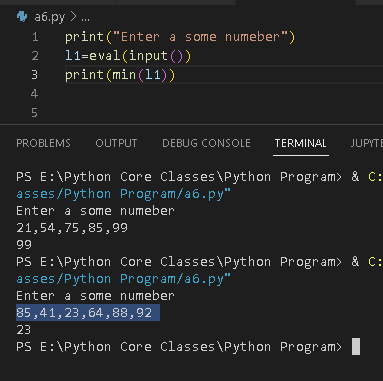 a6.py > ...
1 print("Enter a some numeber")
2 l1=eval(input())
3 print(min(l1))
4
5
PROBLEMS OUTPUT DEBUG CONSOLE TERMINAL JUPYTE
PS E:\Python Core Classes\Python Program> & C:
asses/Python Program/a6.py"
Enter a some numeber
21,54,75,85,99
99
PS E:\Python Core Classes\Python Program> & C:
asses/Python Program/a6.py"
Enter a some numeber
85,41,23,64,88,92
23
PS E:\Python Core Classes\Python Program>